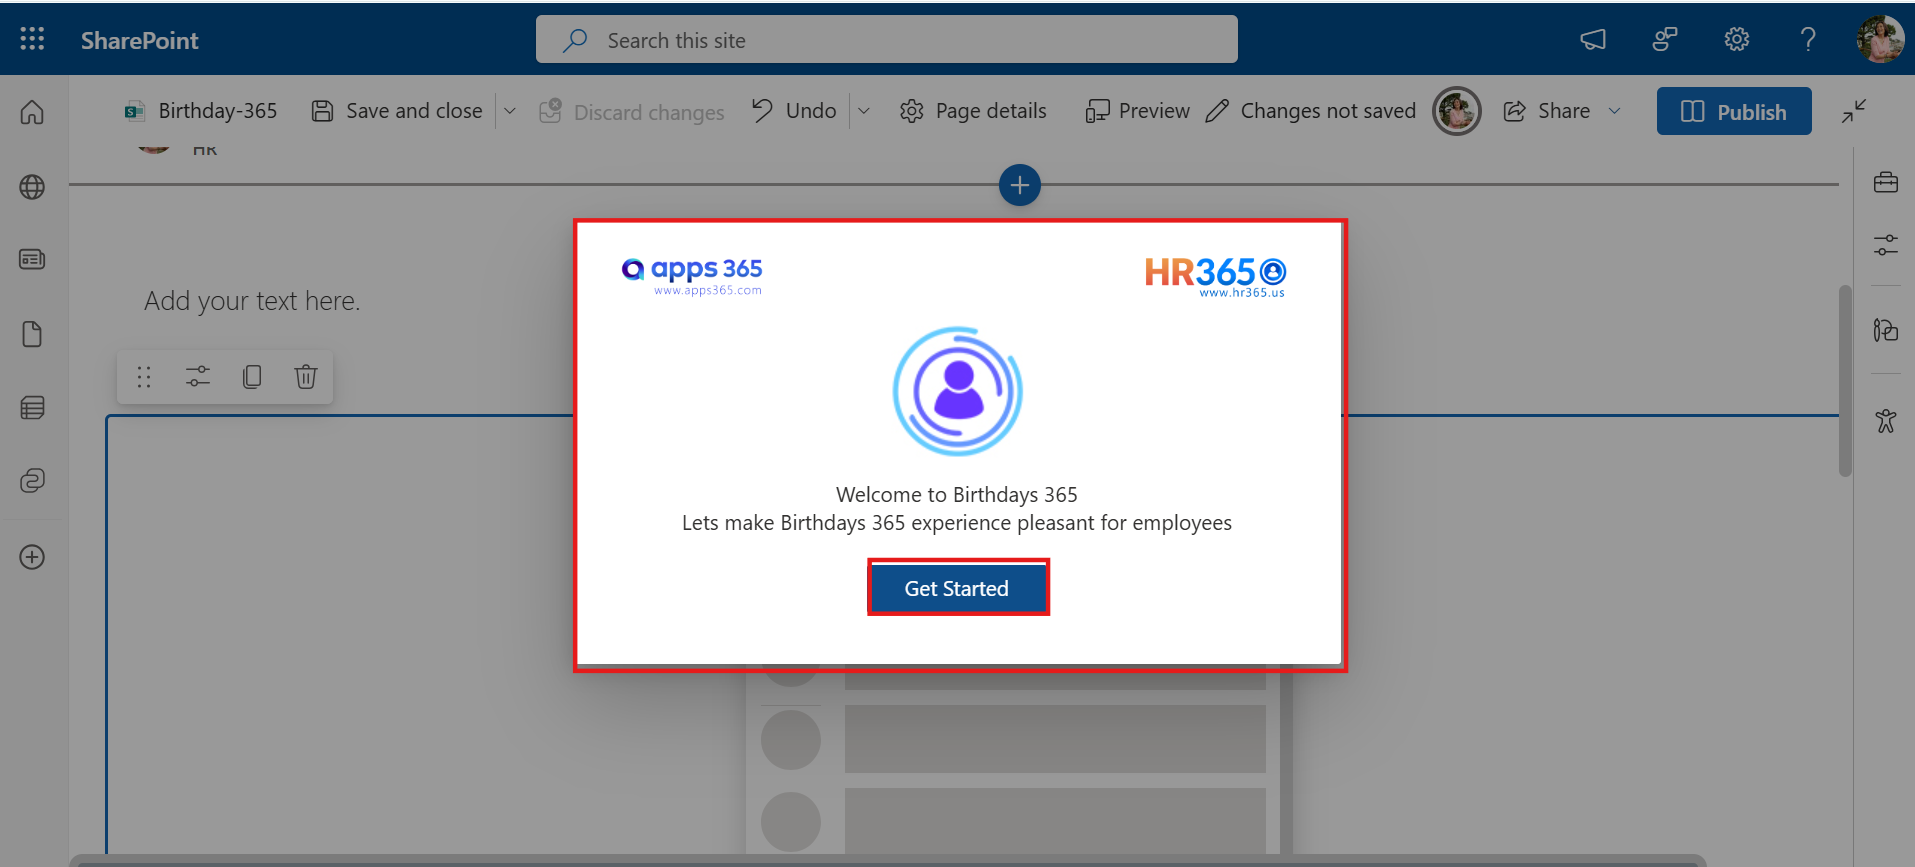 SharePoint
Search this site
Birthday-365
Save and close
Discard changes
Undo
Page details
Preview
Changes not saved
Share
Publish
HR
Add your text here.
apps 365
www.apps365.com
HR365
www.hr365.us
Welcome to Birthdays 365
Lets make Birthdays 365 experience pleasant for employees
Get Started